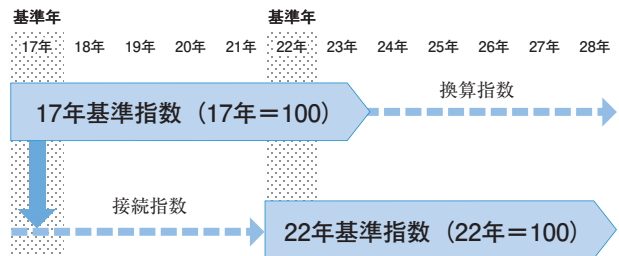 基準年 基準年
17年 18年 19年 20年 21年 22年 23年 24年 25年 26年 27年 28年
換算指数
17年基準指数（17年＝100）
接続指数
22年基準指数（22年＝100）